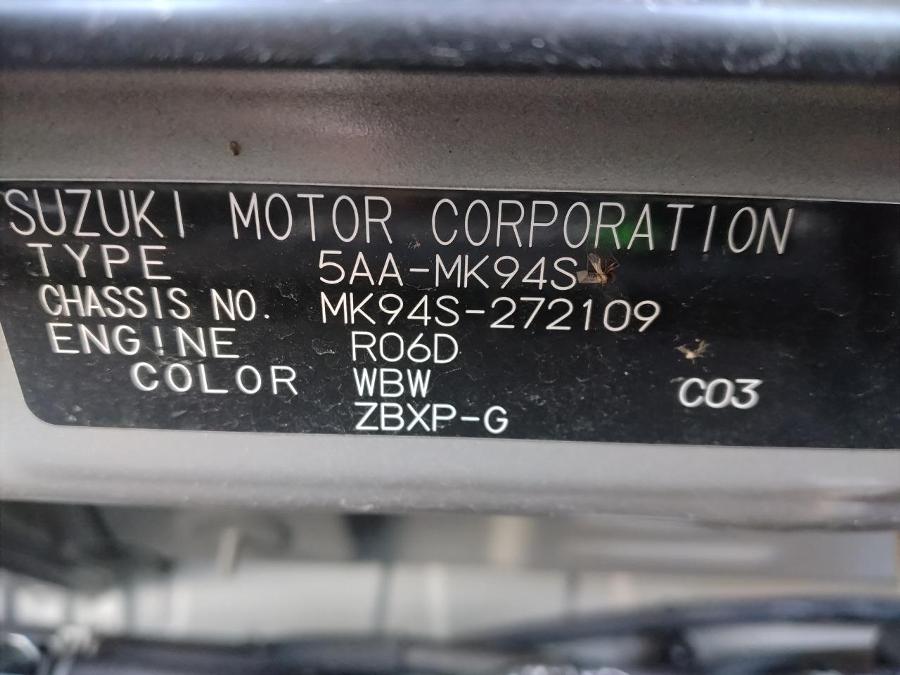 SUZUKI MOTOR CORPORATION
TYPE 5AA-MK94S
CHASSIS NO. MK94S-272109
ENGINE R06D
COLOR WBW C03
ZBXP-G